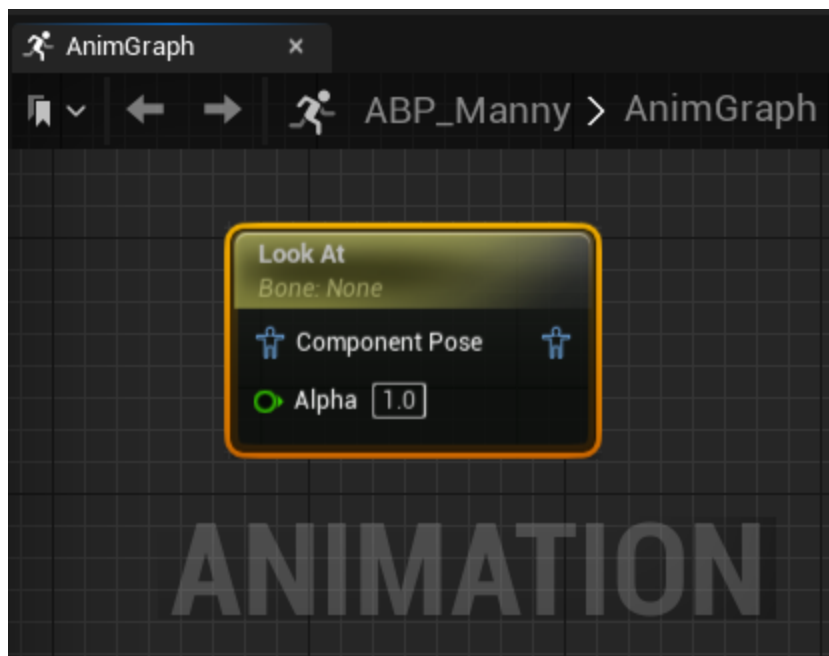 AnimGraph
ABP_Manny > AnimGraph
Look At
Bone: None
Component Pose
Alpha 1.0
ANIMATION